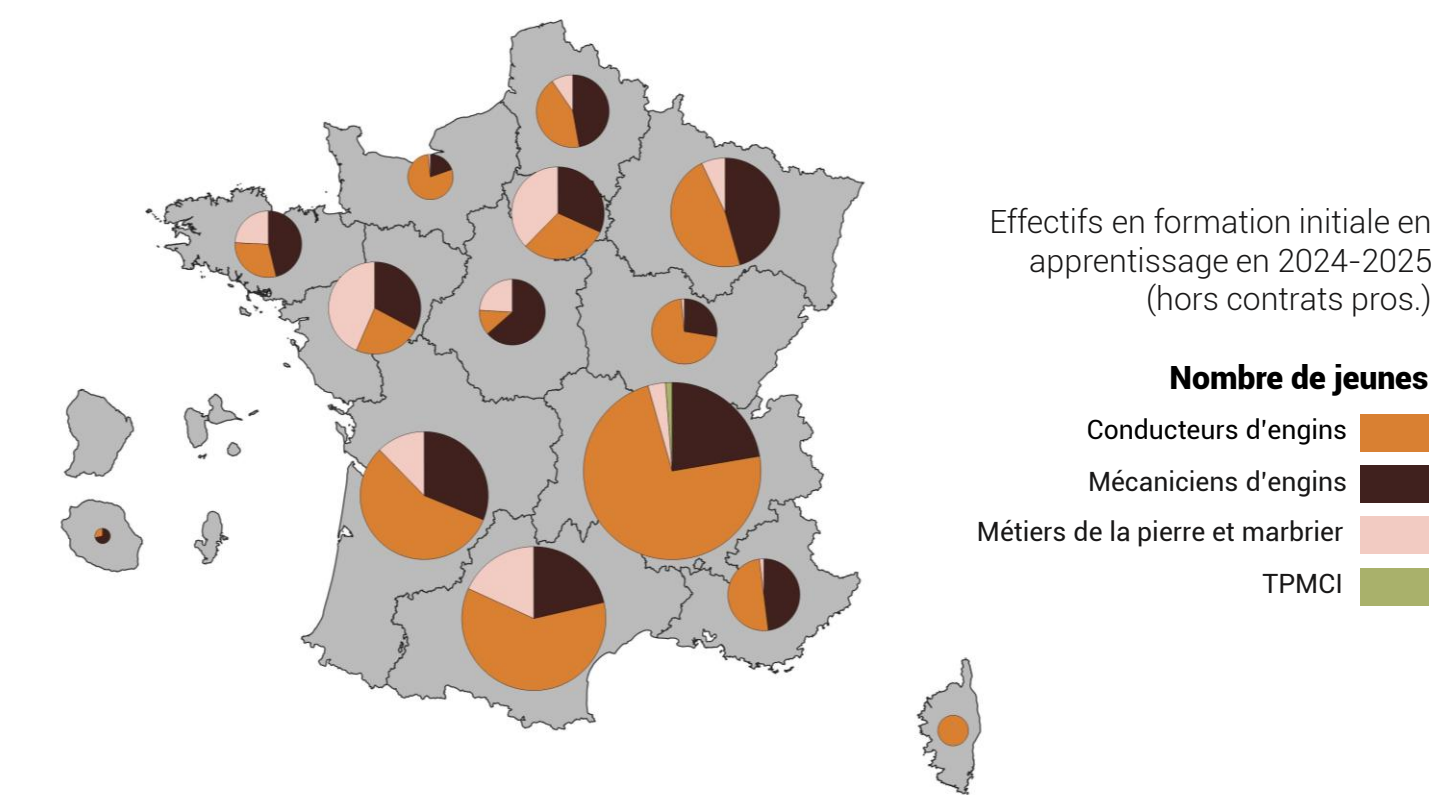 Effectifs en formation initiale en
apprentissage en 2024-2025
(hors contrats pros.)
Nombre de jeunes
Conducteurs d'engins
Mécaniciens d'engins
Métiers de la pierre et marbrier
TPMCI